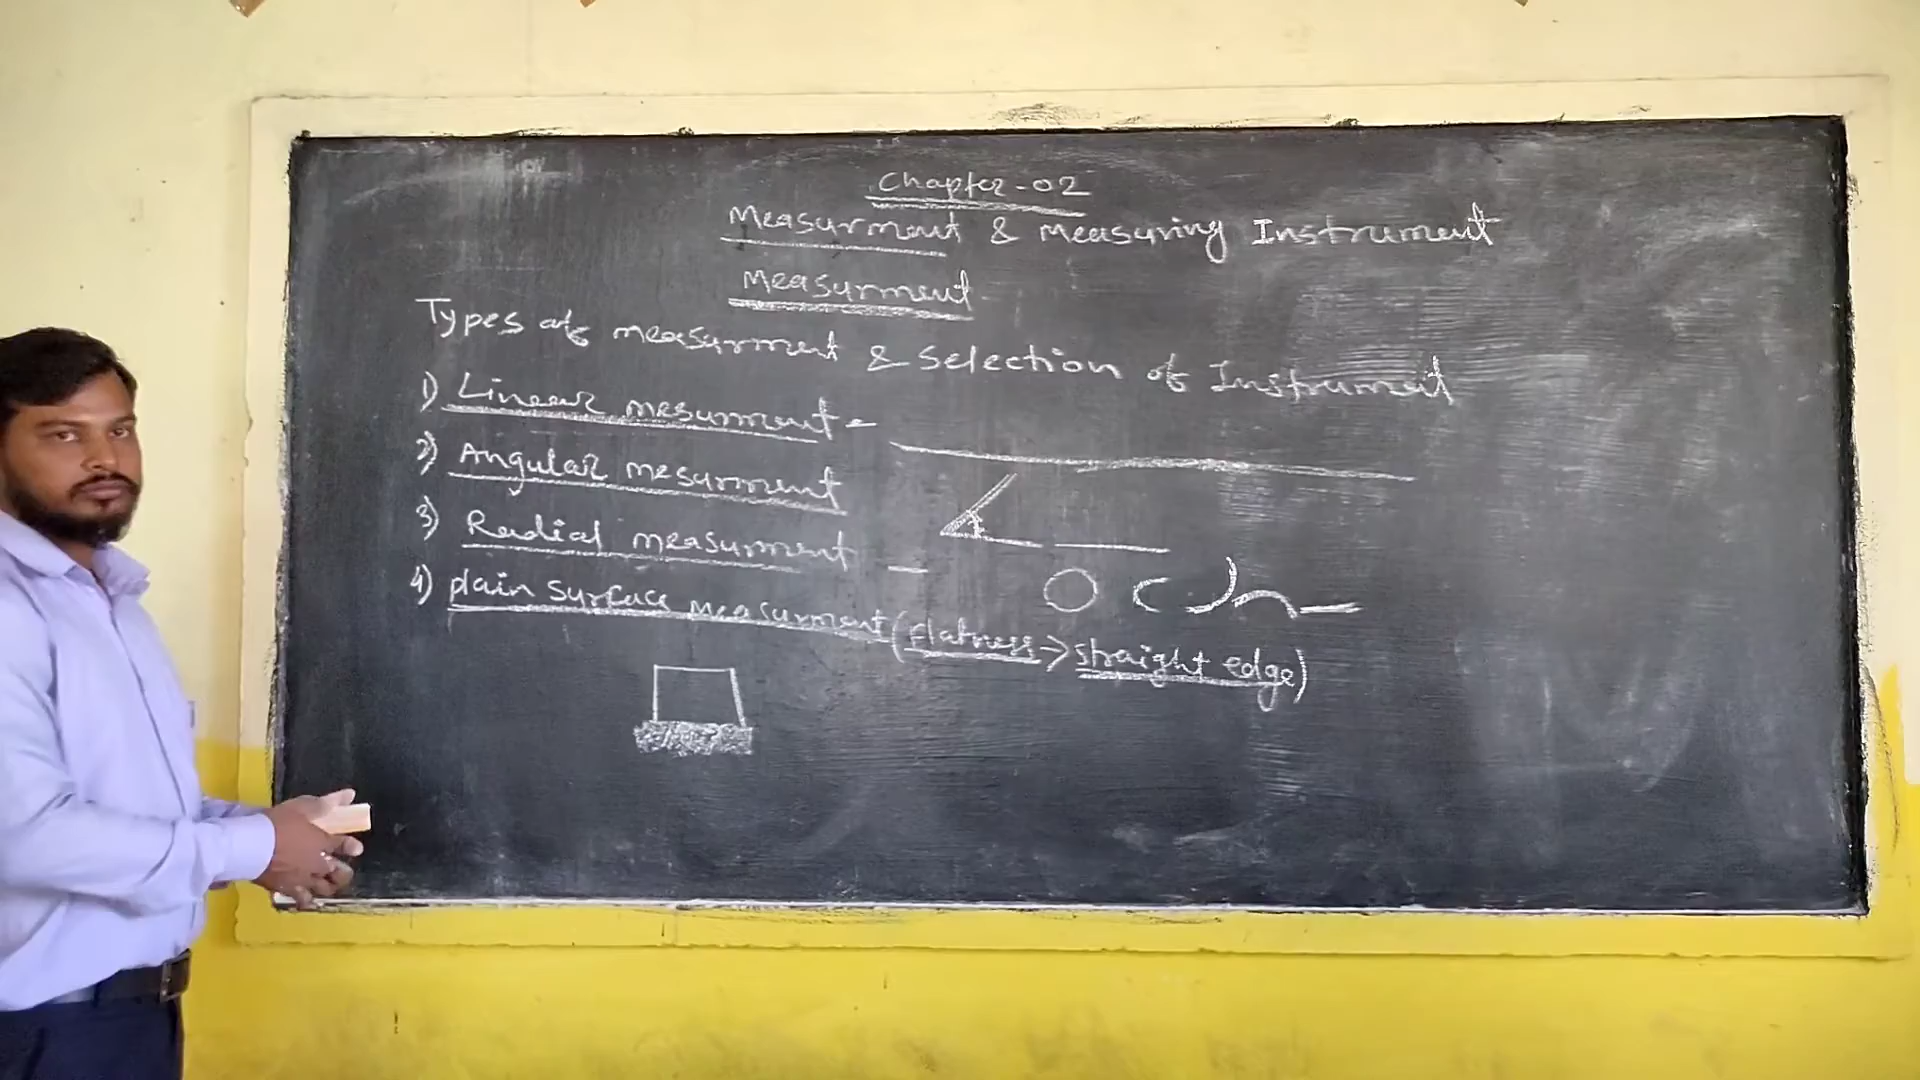 Chapter-02
Measurment & Measuring Instrument
Measurment
Types of measurment & Selection of Instrument
1) Linear mesurment -
2) Angular mesurment
3) Radial measurment -
4) plain surface measurment (flatness → straight edge)